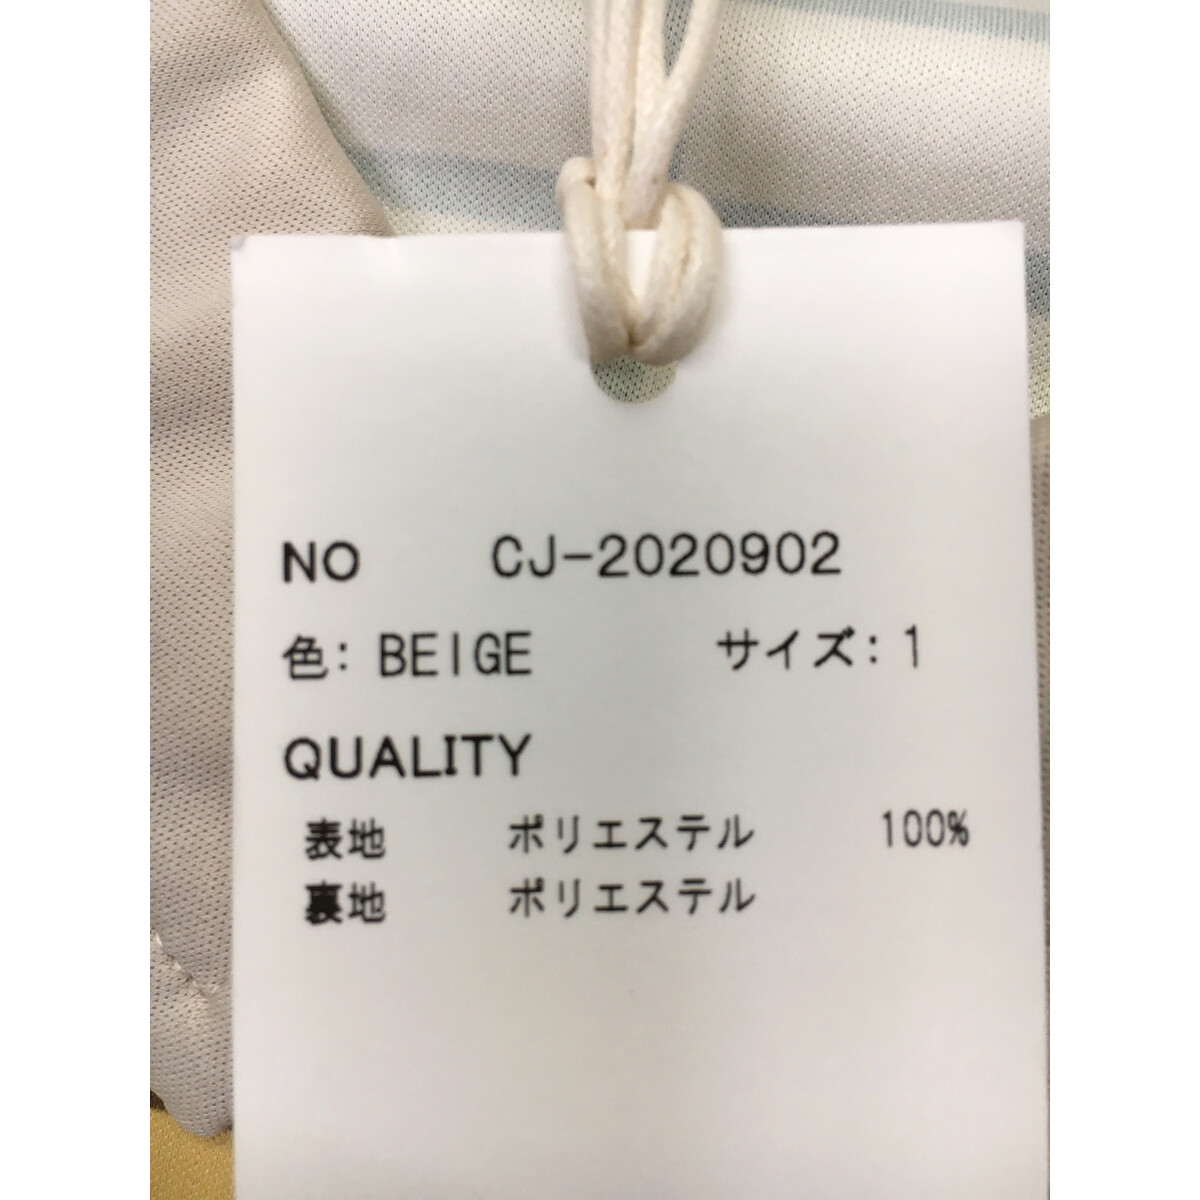 NO CJ-2020902
色: BEIGE サイズ: 1
QUALITY
表地 ポリエステル 100%
裏地 ポリエステル